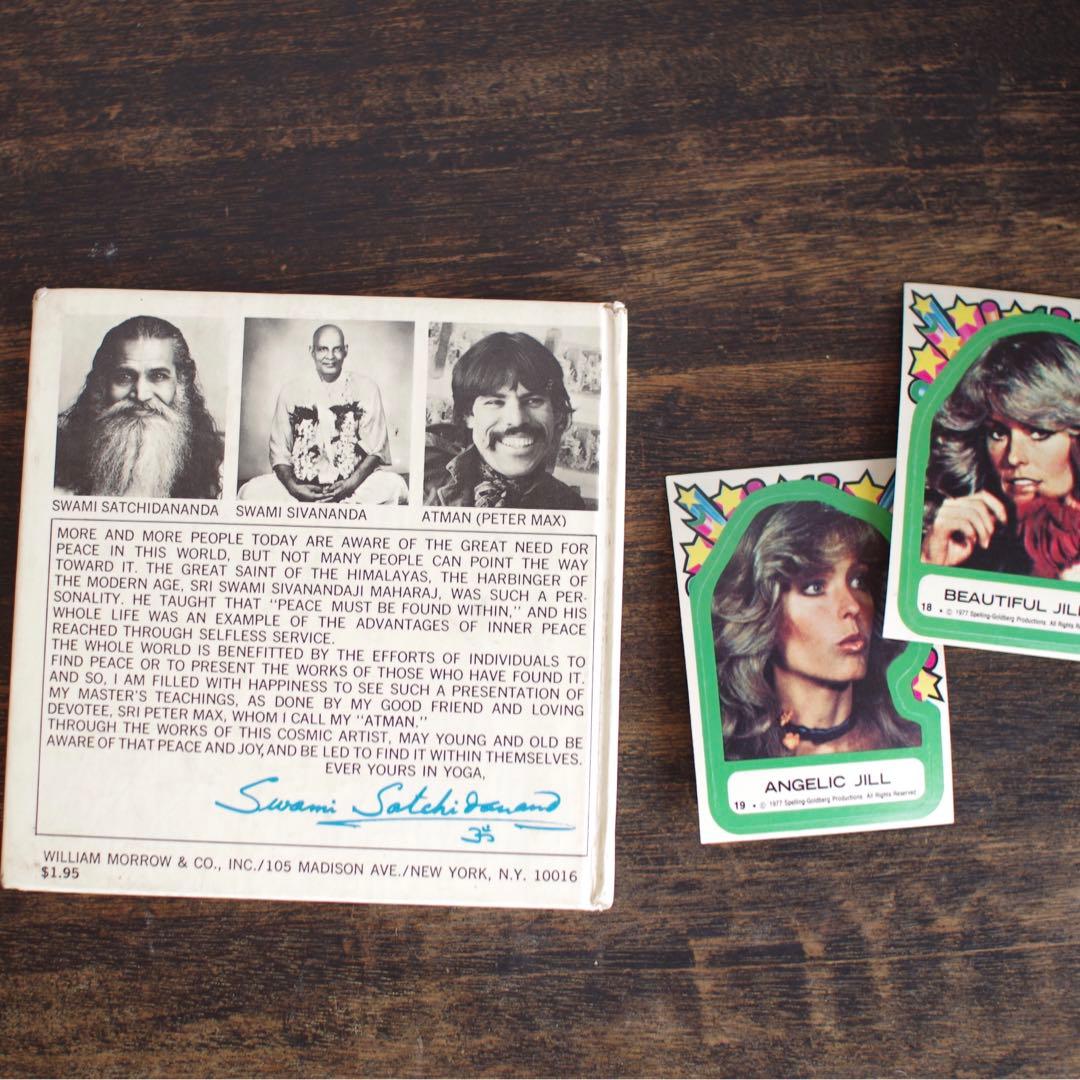 SWAMI SATCHIDANANDA
SWAMI SIVANANDA
ATMAN (PETER MAX)
MORE AND MORE PEOPLE TODAY ARE AWARE OF THE GREAT NEED FOR
PEACE IN THIS WORLD, BUT NOT MANY PEOPLE CAN POINT THE WAY
TOWARD IT. THE GREAT SAINT OF THE HIMALAYAS, THE HARBINGER OF
THE MODERN AGE, SRI SWAMI SIVANANDAJI MAHARAJ, WAS SUCH A PER-
SONALITY. HE TAUGHT THAT "PEACE MUST BE FOUND WITHIN," AND HIS
WHOLE LIFE WAS AN EXAMPLE OF THE ADVANTAGES OF INNER PEACE
REACHED THROUGH SELFLESS SERVICE.
THE WHOLE WORLD IS BENEFITTED BY THE EFFORTS OF INDIVIDUALS TO
FIND PEACE OR TO PRESENT THE WORKS OF THOSE WHO HAVE FOUND IT.
AND SO, I AM FILLED WITH HAPPINESS TO SEE SUCH A PRESENTATION OF
MY MASTER'S TEACHINGS, AS DONE BY MY GOOD FRIEND AND LOVING
DEVOTEE, SRI PETER MAX, WHOM I CALL MY "ATMAN."
THROUGH THE WORKS OF THIS COSMIC ARTIST, MAY YOUNG AND OLD BE
AWARE OF THAT PEACE AND JOY, AND BE LED TO FIND IT WITHIN THEMSELVES.
EVER YOURS IN YOGA,
Swami Satchidanand
ॐ
WILLIAM MORROW & CO., INC./105 MADISON AVE./NEW YORK, N.Y. 10016
$1.95
ANGELIC JILL
19 • © 1977 Spelling-Goldberg Productions. All Rights Reserved
BEAUTIFUL JILL
18 • © 1977 Spelling-Goldberg Productions. All Rights